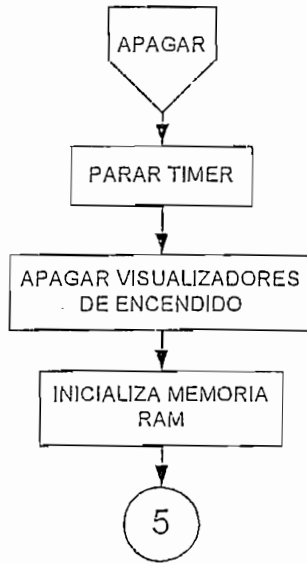 APAGAR
PARAR TIMER
APAGAR VISUALIZADORES
DE ENCENDIDO
INICIALIZA MEMORIA
RAM
5